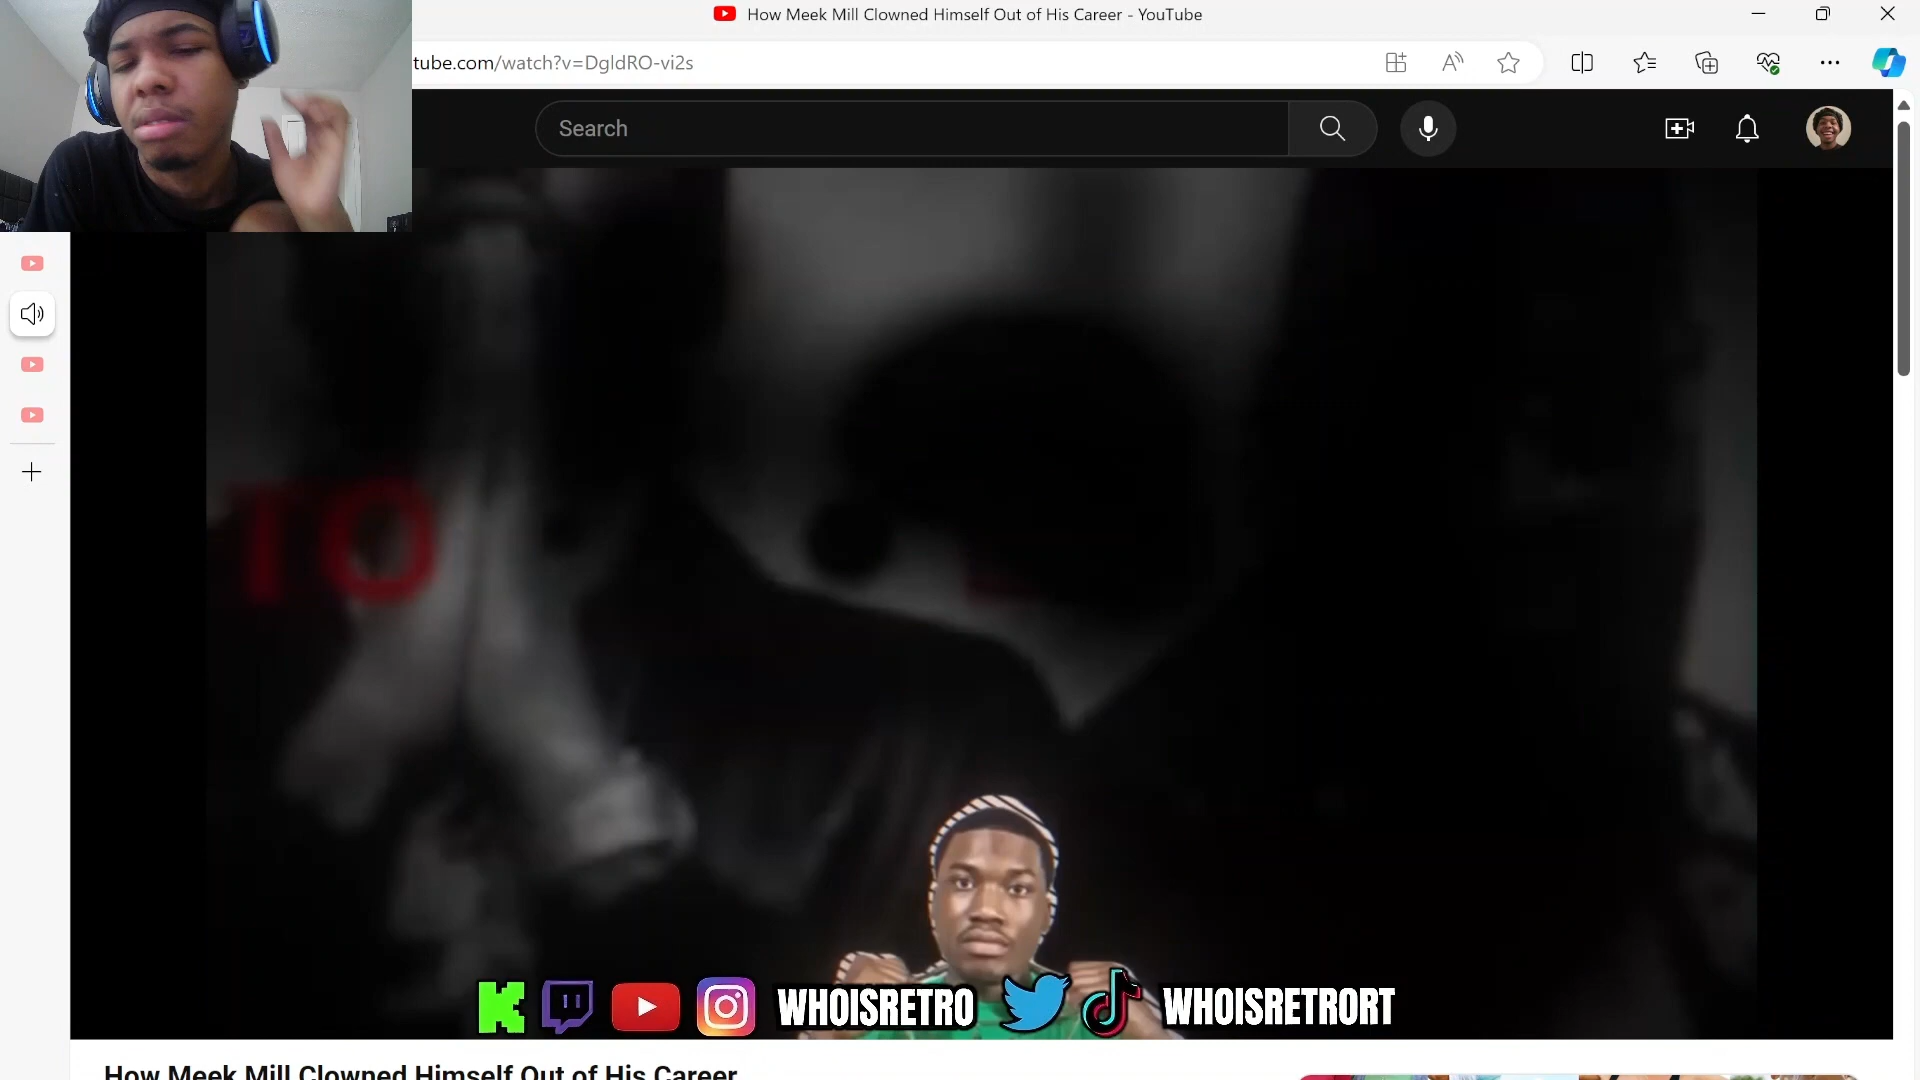 How Meek Mill Clowned Himself Out of His Career - YouTube
tube.com/watch?v=DgldRO-vi2s
Search
TO
WHOISRETRO WHOISRETRORT
How Meek Mill Clowned Himself Out of His Career